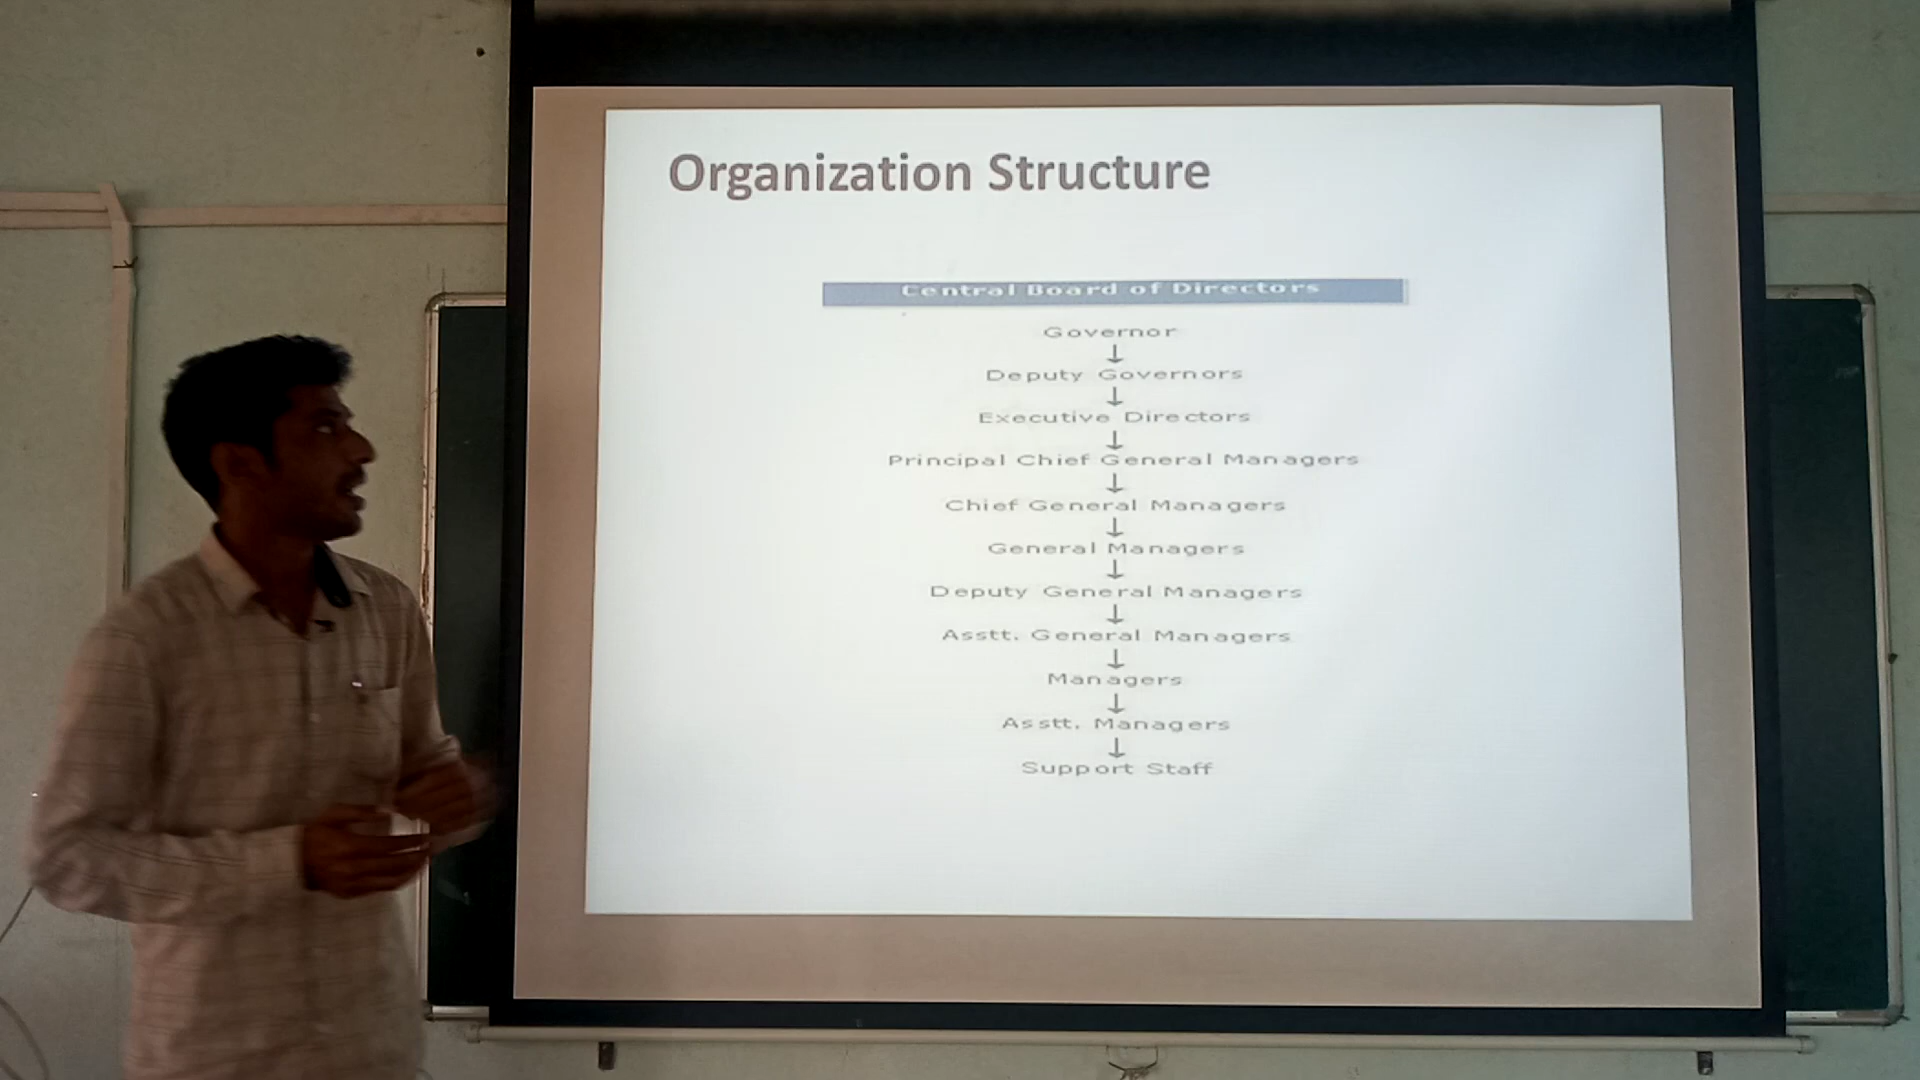 Organization Structure
Central Board of Directors
Governor
↓
Deputy Governors
↓
Executive Directors
↓
Principal Chief General Managers
↓
Chief General Managers
↓
General Managers
↓
Deputy General Managers
↓
Asstt. General Managers
↓
Managers
↓
Asstt. Managers
↓
Support Staff